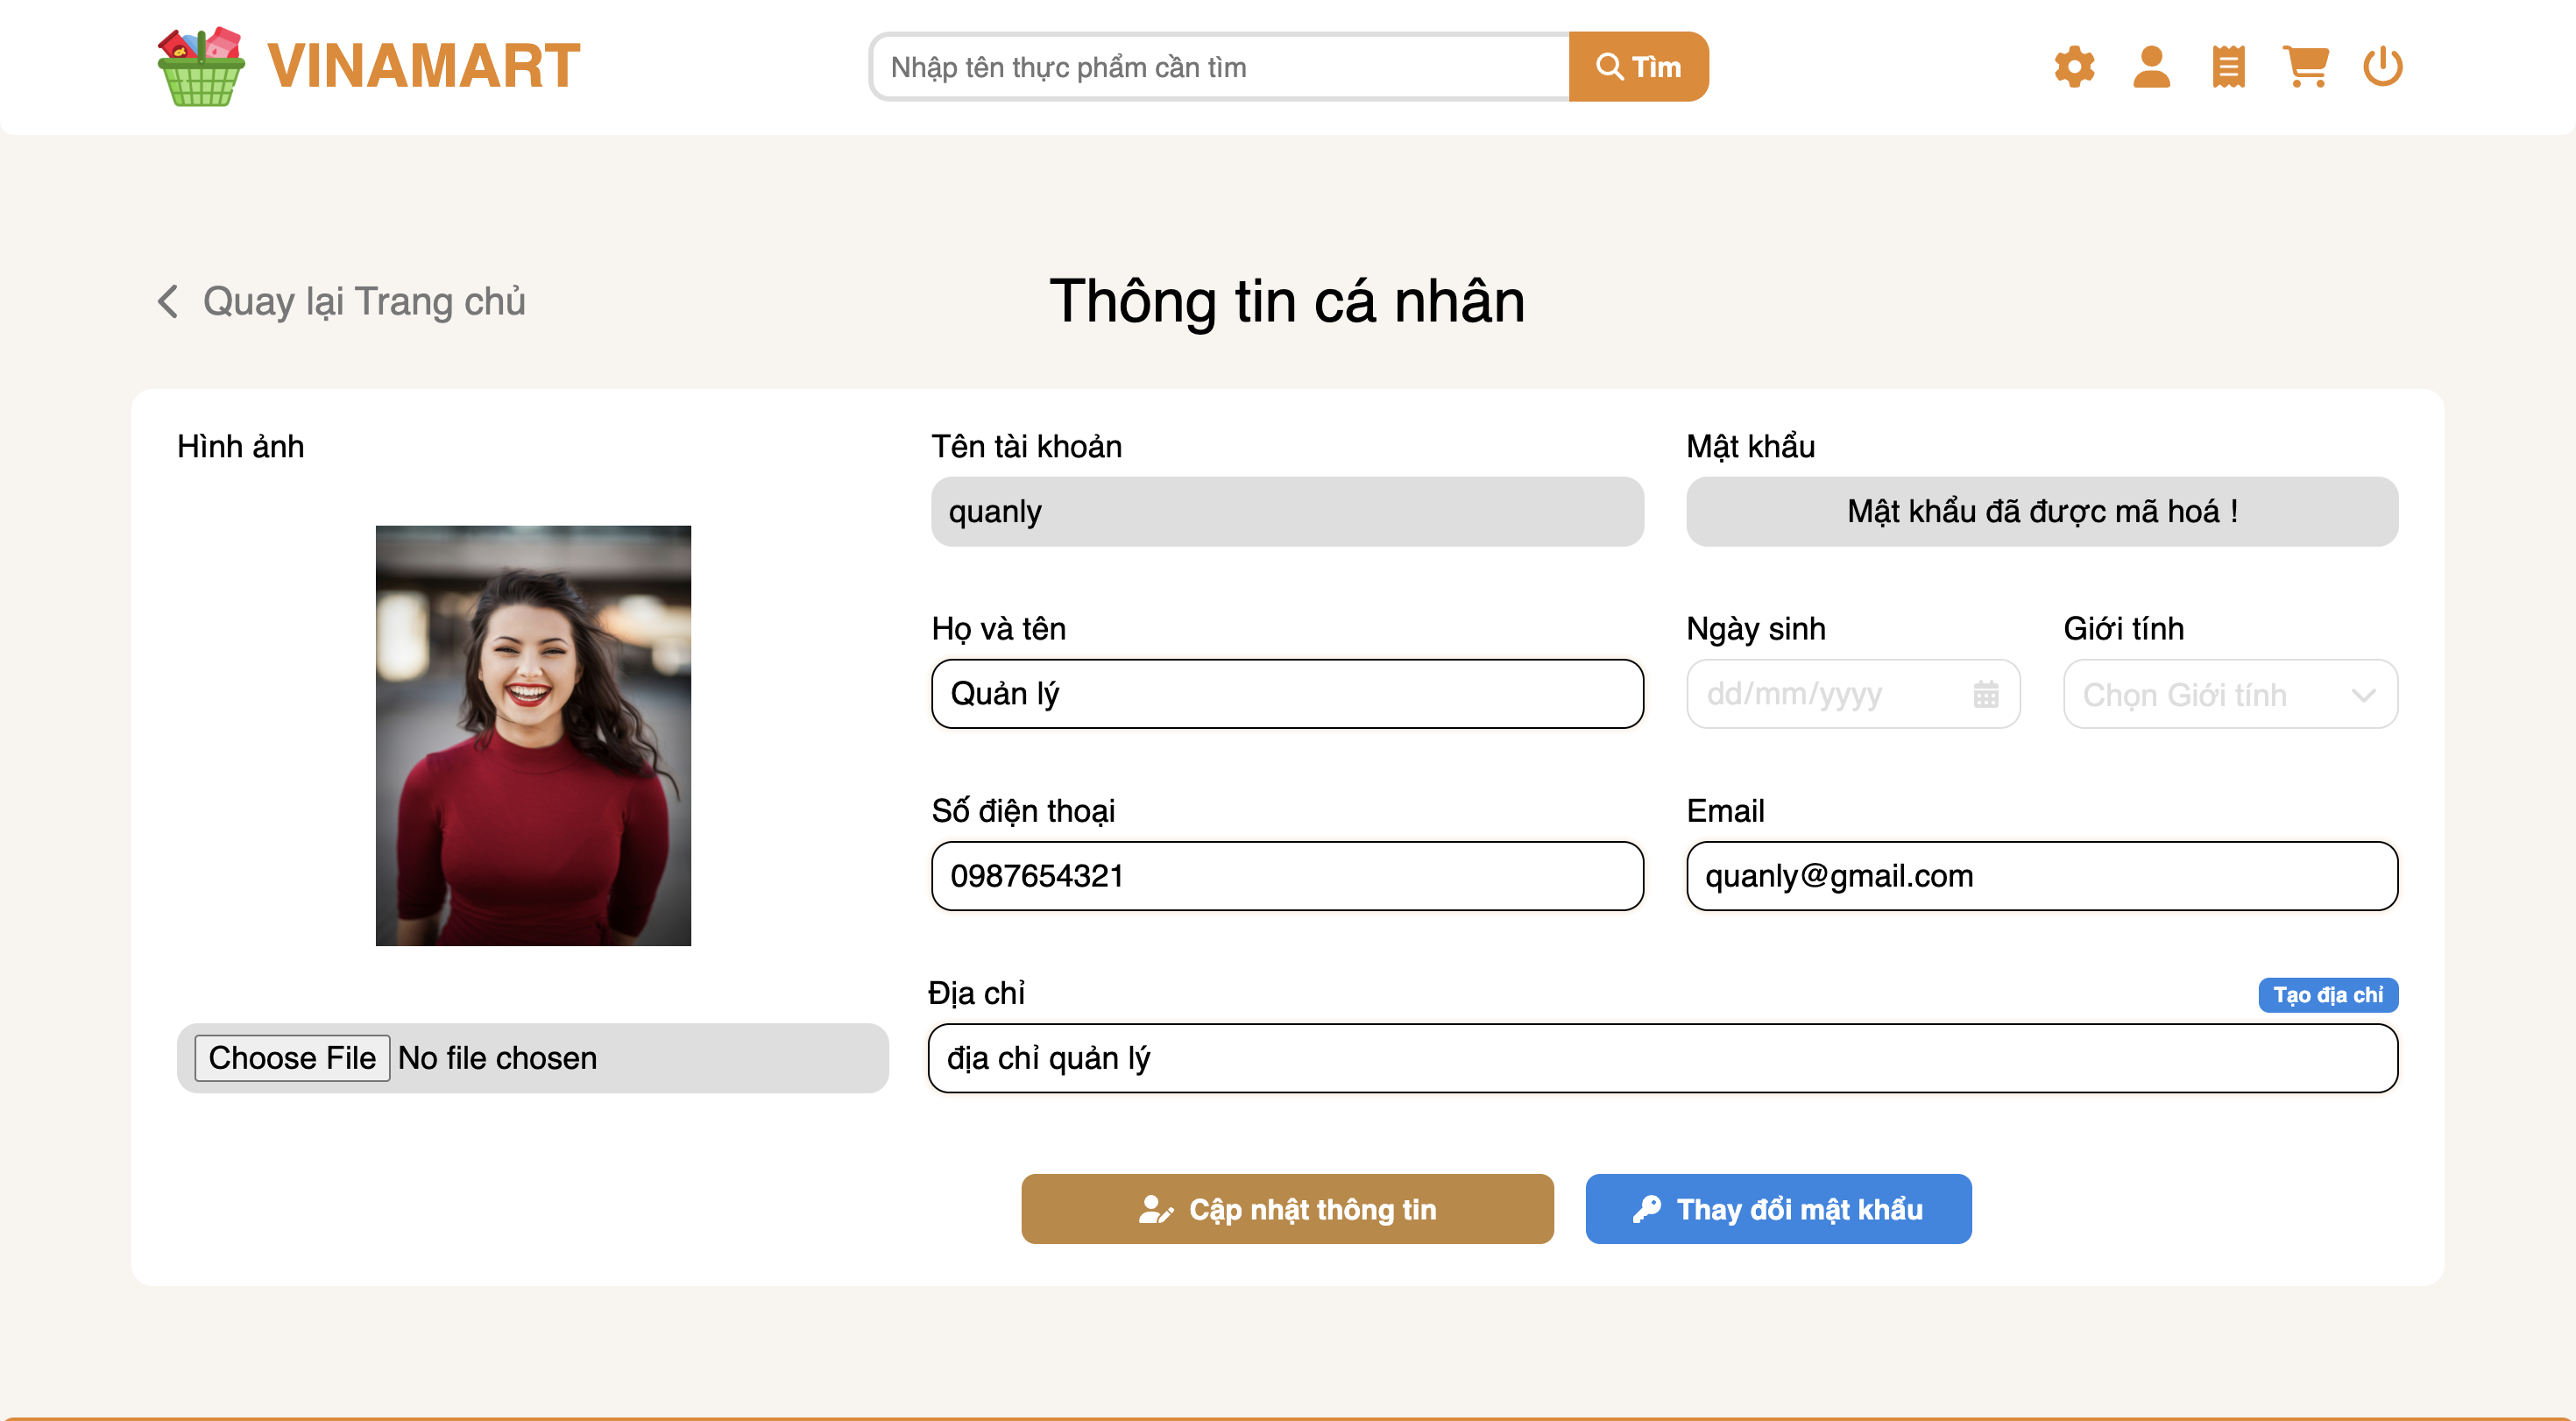 VINAMART
Nhập tên thực phẩm cần tìm
Tìm
Quay lại Trang chủ
Thông tin cá nhân
Hình ảnh
Choose File No file chosen
Tên tài khoản
quanly
Mật khẩu
Mật khẩu đã được mã hoá !
Họ và tên
Quản lý
Ngày sinh
dd/mm/yyyy
Giới tính
Chọn Giới tính
Số điện thoại
0987654321
Email
quanly@gmail.com
Địa chỉ
Tạo địa chỉ
địa chỉ quản lý
Cập nhật thông tin
Thay đổi mật khẩu